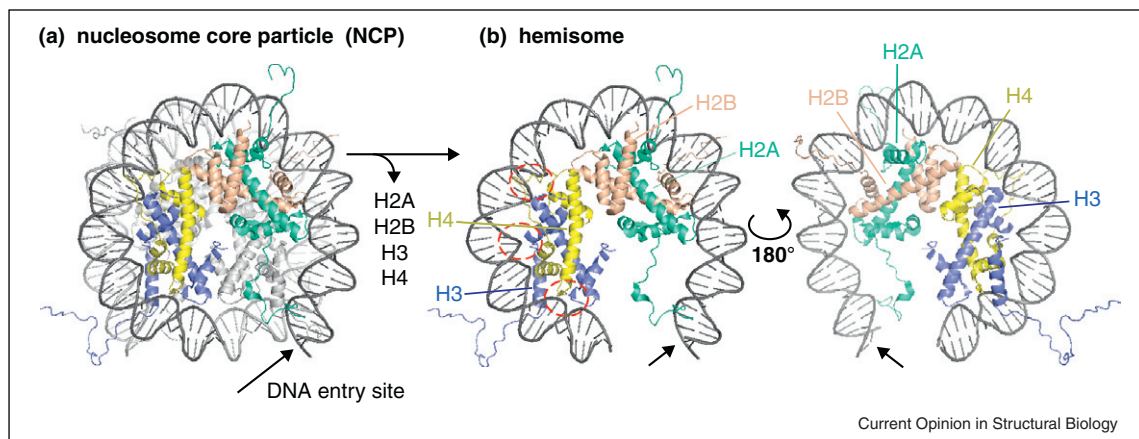 (a) nucleosome core particle (NCP)
(b) hemisome
H2A
H2B
H3
H4
DNA entry site
H2B
H2A
H4
H3
180°
H2A
H2B
H4
H3
Current Opinion in Structural Biology